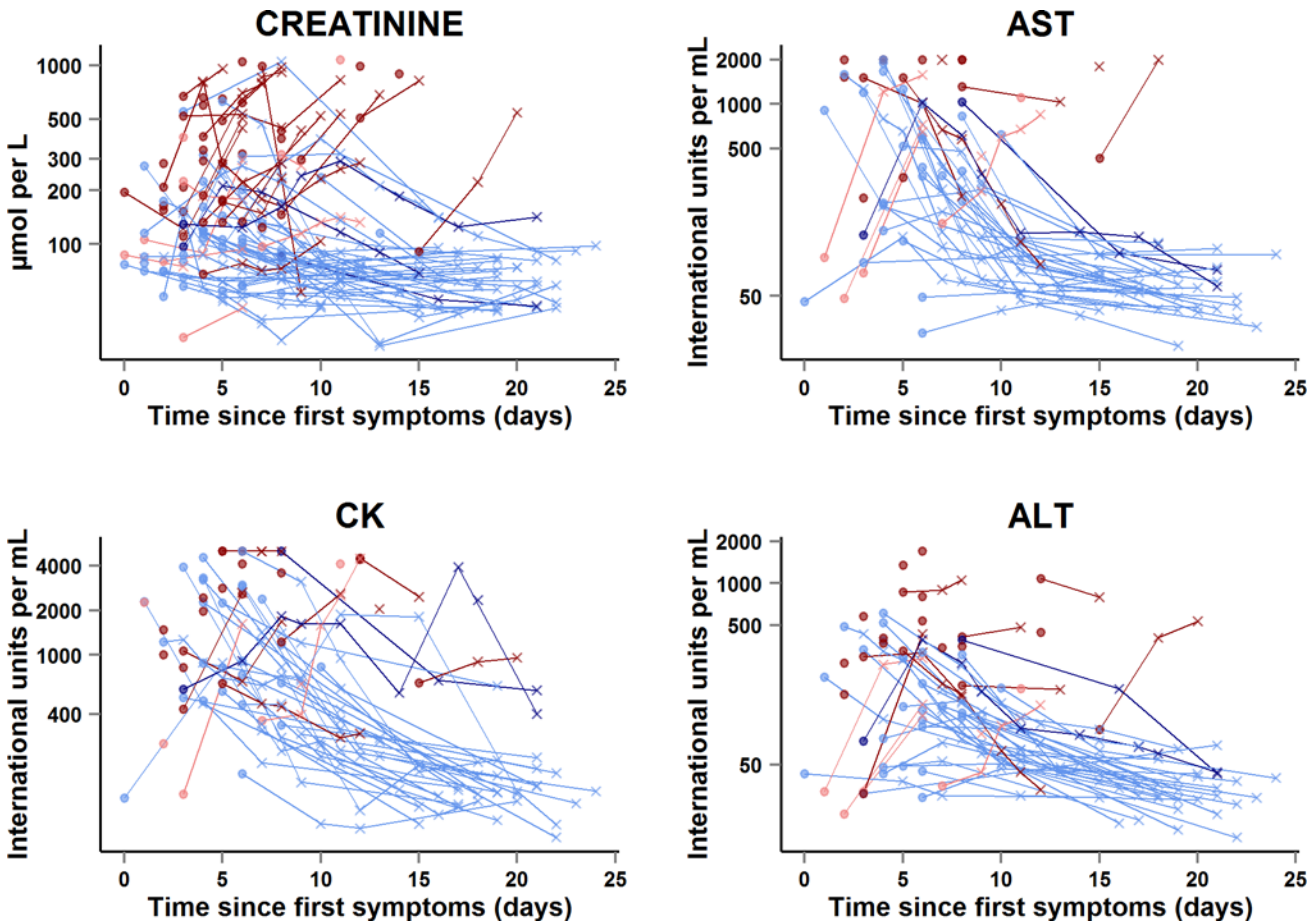 CREATININE
µmol per L
1000
500
300
200
100
0 5 10 15 20 25
Time since first symptoms (days)
AST
International units per mL
2000
1000
500
50
0 5 10 15 20 25
Time since first symptoms (days)
CK
International units per mL
4000
2000
1000
400
0 5 10 15 20 25
Time since first symptoms (days)
ALT
International units per mL
2000
1000
500
50
0 5 10 15 20 25
Time since first symptoms (days)